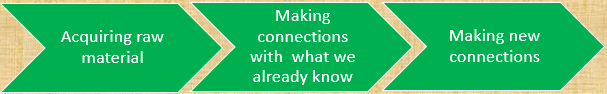 Acquiring raw
material
Making
connections
with what we
already know
Making new
connections